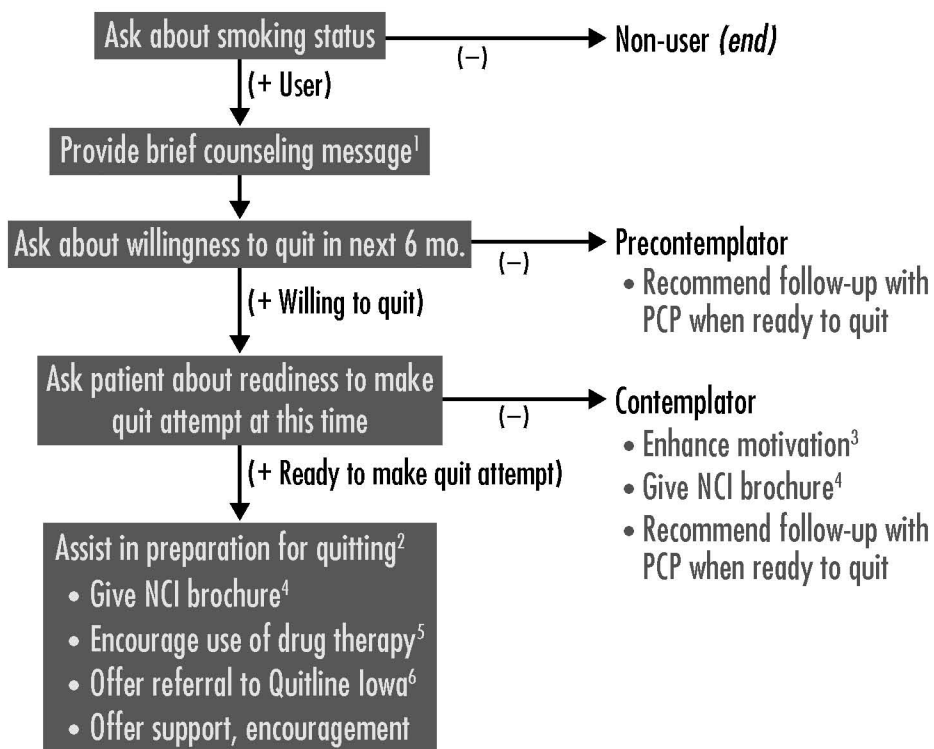 Ask about smoking status
(–)
Non-user (end)
(+ User)
Provide brief counseling message¹
Ask about willingness to quit in next 6 mo.
(–)
Precontemplator
• Recommend follow-up with
PCP when ready to quit
(+ Willing to quit)
Ask patient about readiness to make
quit attempt at this time
(–)
Contemplator
• Enhance motivation³
• Give NCI brochure⁴
• Recommend follow-up with
PCP when ready to quit
(+ Ready to make quit attempt)
Assist in preparation for quitting²
• Give NCI brochure⁴
• Encourage use of drug therapy⁵
• Offer referral to Quitline Iowa⁶
• Offer support, encouragement